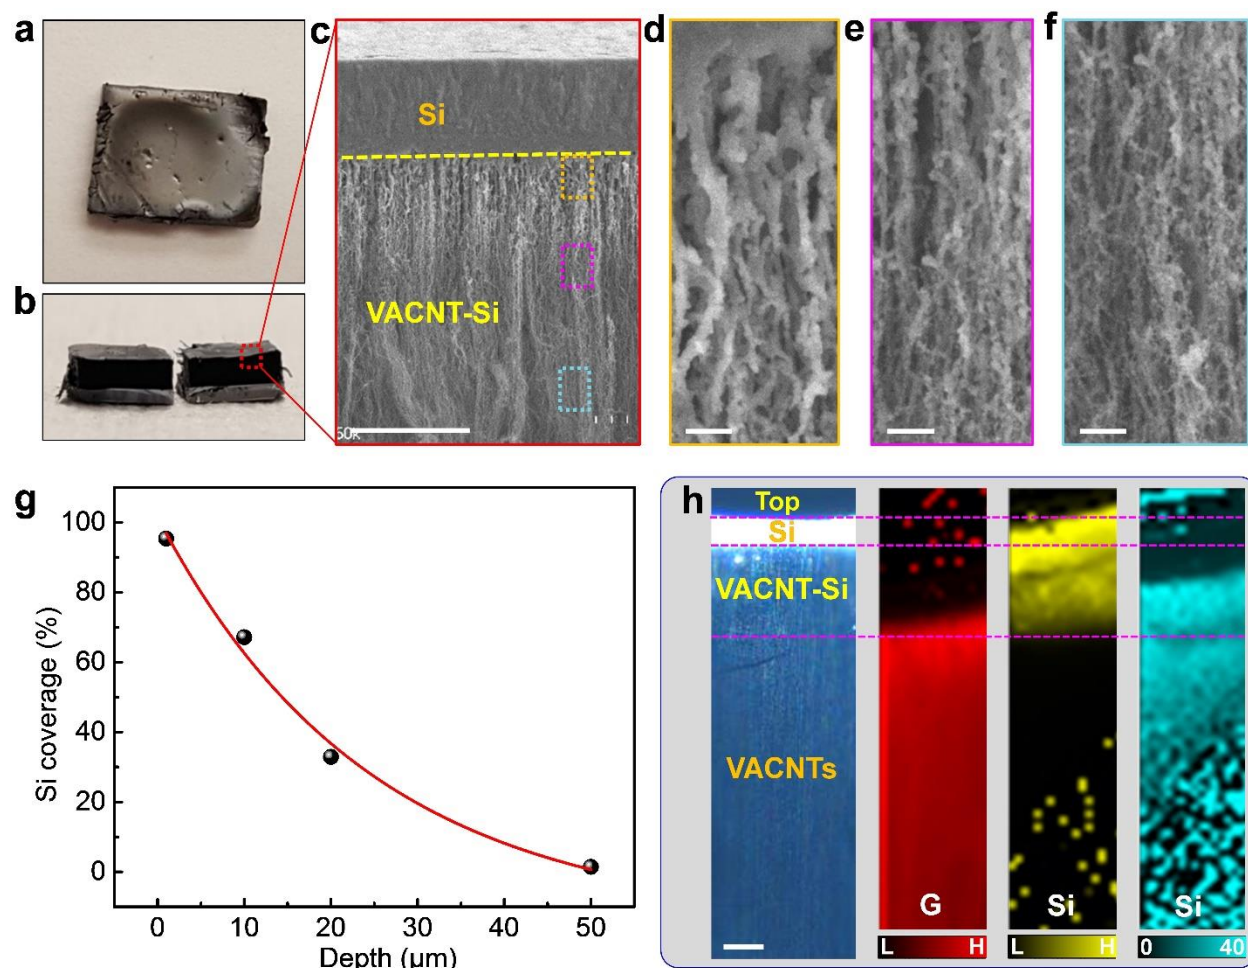 a
b
c
d
e
f
Si
VACNT-Si
50k
g
Si coverage (%)
100
80
60
40
20
0
0 10 20 30 40 50
Depth (µm)
h
Top
Si
VACNT-Si
VACNTs
G
Si
Si
L H
L H
0 40